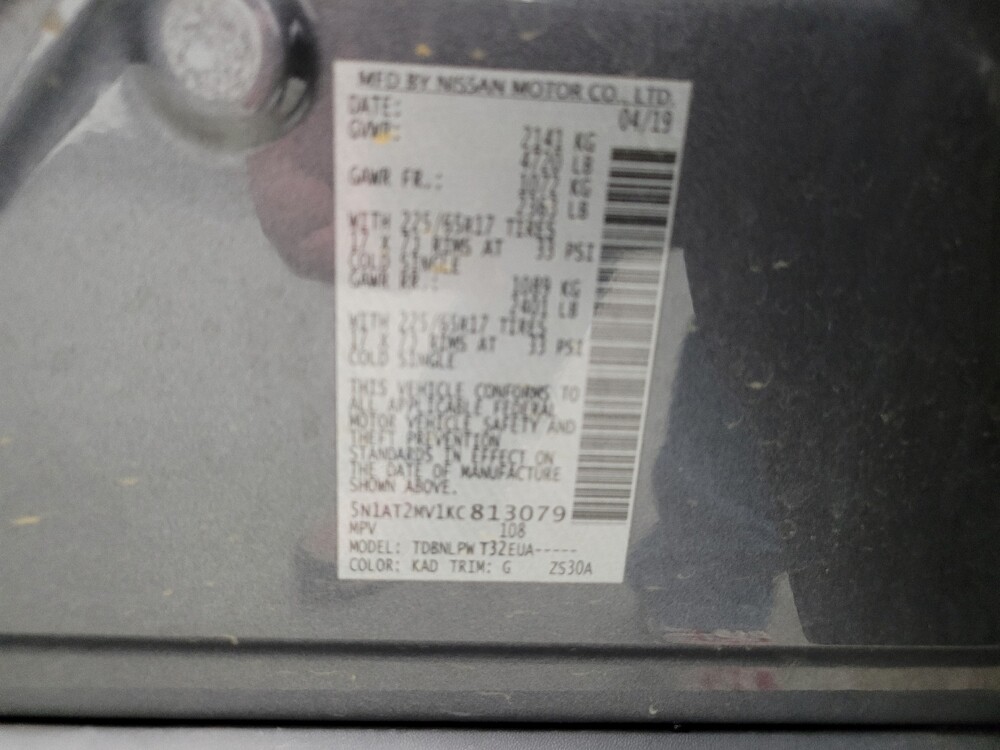 MFD BY NISSAN MOTOR CO., LTD.
DATE: 04/19
GVWR: 2141 KG
4720 LB
GAWR FR.: 1072 KG
2363 LB
WITH 225/65R17 TIRES
17 X 7J RIMS AT 33 PSI
COLD SINGLE
GAWR RR.: 1089 KG
2401 LB
WITH 225/65R17 TIRES
17 X 7J RIMS AT 33 PSI
COLD SINGLE
THIS VEHICLE CONFORMS TO
ALL APPLICABLE FEDERAL
MOTOR VEHICLE SAFETY AND
THEFT PREVENTION
STANDARDS IN EFFECT ON
THE DATE OF MANUFACTURE
SHOWN ABOVE.
5N1AT2MV1KC813079
MPV 108
MODEL: TDBNLPW T32EUA-----
COLOR: KAD TRIM: G 2S30A